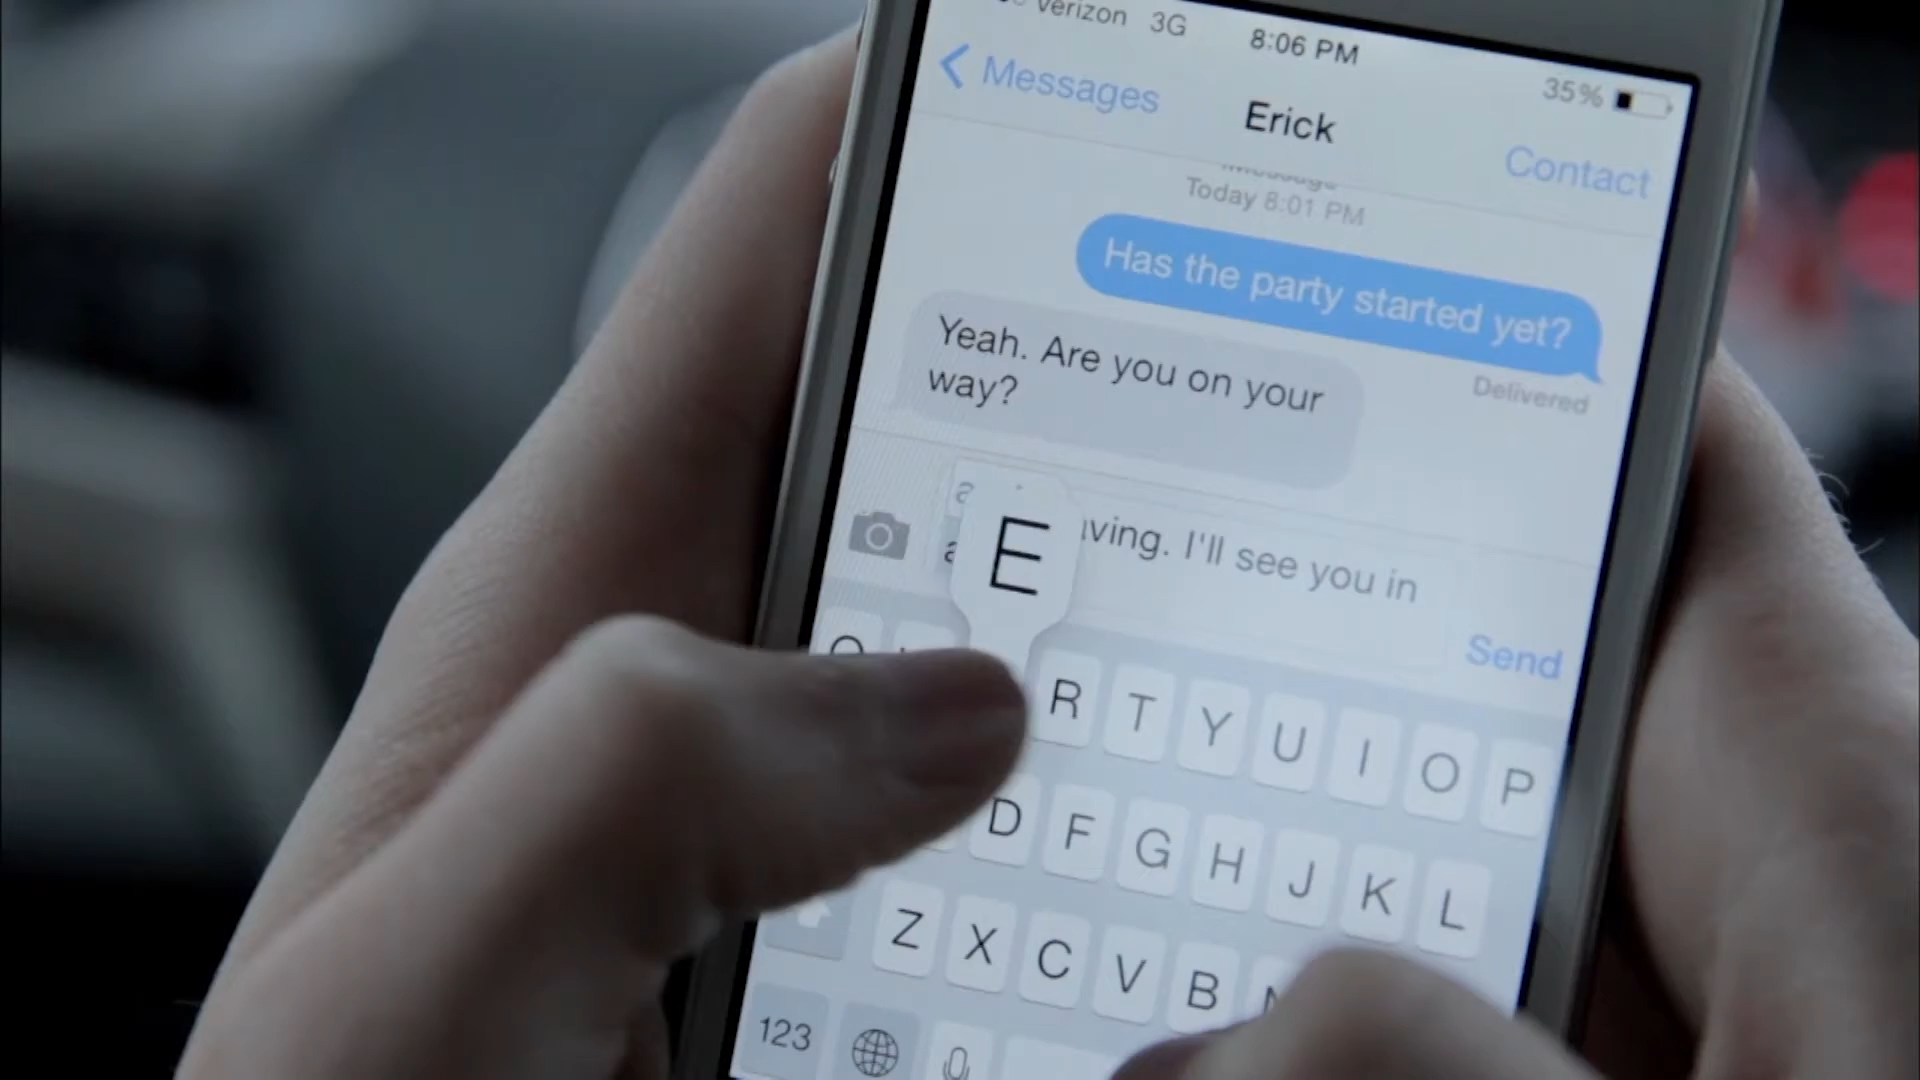 verizon 3G 8:06 PM 35%
Messages Erick Contact
Today 8:01 PM
Has the party started yet?
Delivered
Yeah. Are you on your
way?
I'll see you in
E
Send
R T Y U I O P
D F G H J K L
Z X C V B
123